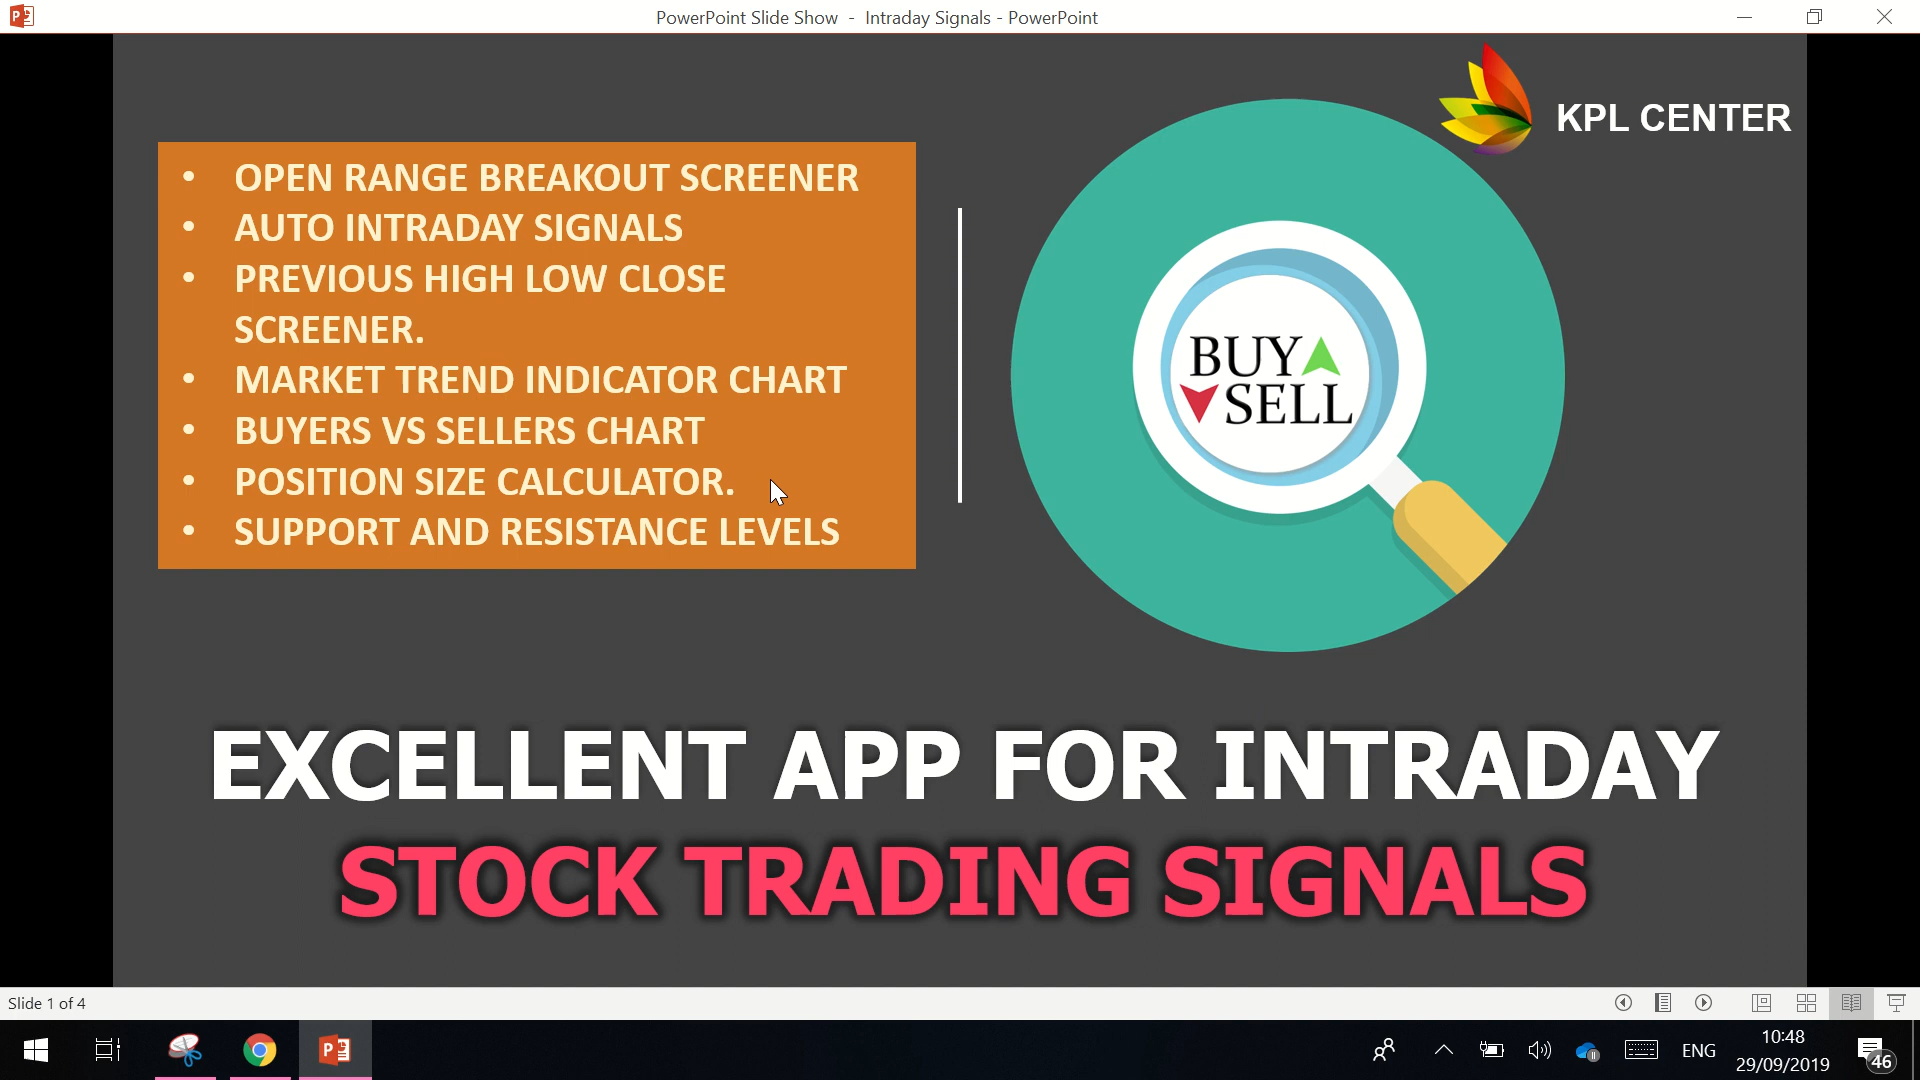 PowerPoint Slide Show - Intraday Signals - PowerPoint
KPL CENTER
• OPEN RANGE BREAKOUT SCREENER
• AUTO INTRADAY SIGNALS
• PREVIOUS HIGH LOW CLOSE
SCREENER.
• MARKET TREND INDICATOR CHART
• BUYERS VS SELLERS CHART
• POSITION SIZE CALCULATOR.
• SUPPORT AND RESISTANCE LEVELS
BUY
SELL
EXCELLENT APP FOR INTRADAY
STOCK TRADING SIGNALS
Slide 1 of 4
ENG
10:48
29/09/2019
46